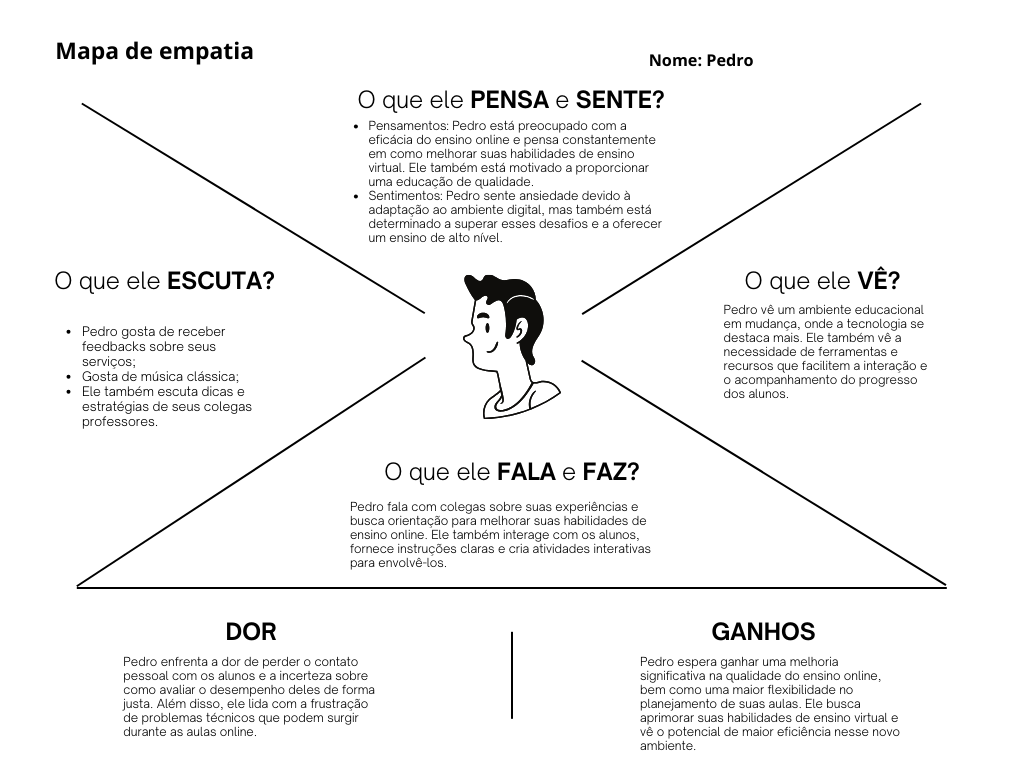 Mapa de empatia
Nome: Pedro
O que ele PENSA e SENTE?
• Pensamentos: Pedro está preocupado com a
eficácia do ensino online e pensa constantemente
em como melhorar suas habilidades de ensino
virtual. Ele também está motivado a proporcionar
uma educação de qualidade.
• Sentimentos: Pedro sente ansiedade devido à
adaptação ao ambiente digital, mas também está
determinado a superar esses desafios e a oferecer
um ensino de alto nível.
O que ele ESCUTA?
• Pedro gosta de receber
feedbacks sobre seus
serviços;
• Gosta de música clássica;
• Ele também escuta dicas e
estratégias de seus colegas
professores.
O que ele VÊ?
Pedro vê um ambiente educacional
em mudança, onde a tecnologia se
destaca mais. Ele também vê a
necessidade de ferramentas e
recursos que facilitem a interação e
o acompanhamento do progresso
dos alunos.
O que ele FALA e FAZ?
Pedro fala com colegas sobre suas experiências e
busca orientação para melhorar suas habilidades de
ensino online. Ele também interage com os alunos,
fornece instruções claras e cria atividades interativas
para envolvê-los.
DOR
Pedro enfrenta a dor de perder o contato
pessoal com os alunos e a incerteza sobre
como avaliar o desempenho deles de forma
justa. Além disso, ele lida com a frustração
de problemas técnicos que podem surgir
durante as aulas online.
GANHOS
Pedro espera ganhar uma melhoria
significativa na qualidade do ensino online,
bem como uma maior flexibilidade no
planejamento de suas aulas. Ele busca
aprimorar suas habilidades de ensino virtual e
vê o potencial de maior eficiência nesse novo
ambiente.